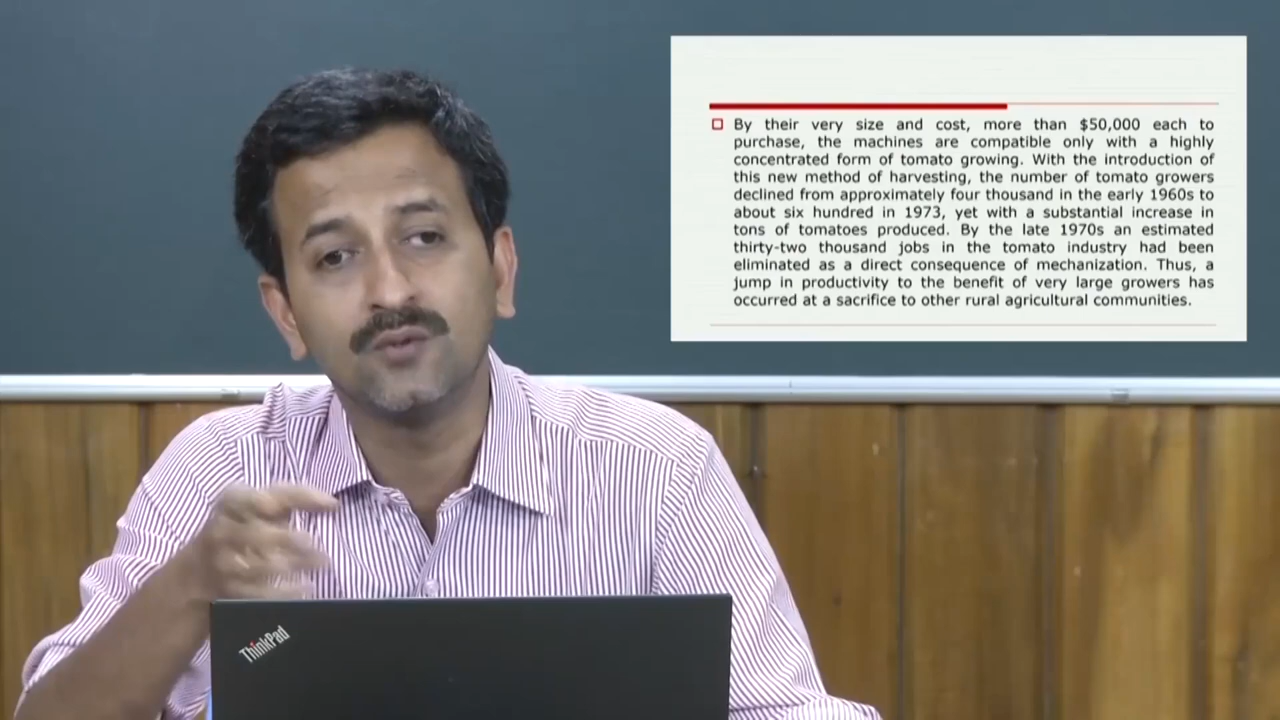 By their very size and cost, more than $50,000 each to
purchase, the machines are compatible only with a highly
concentrated form of tomato growing. With the introduction of
this new method of harvesting, the number of tomato growers
declined from approximately four thousand in the early 1960s to
about six hundred in 1973, yet with a substantial increase in
tons of tomatoes produced. By the late 1970s an estimated
thirty-two thousand jobs in the tomato industry had been
eliminated as a direct consequence of mechanization. Thus, a
jump in productivity to the benefit of very large growers has
occurred at a sacrifice to other rural agricultural communities.
ThinkPad